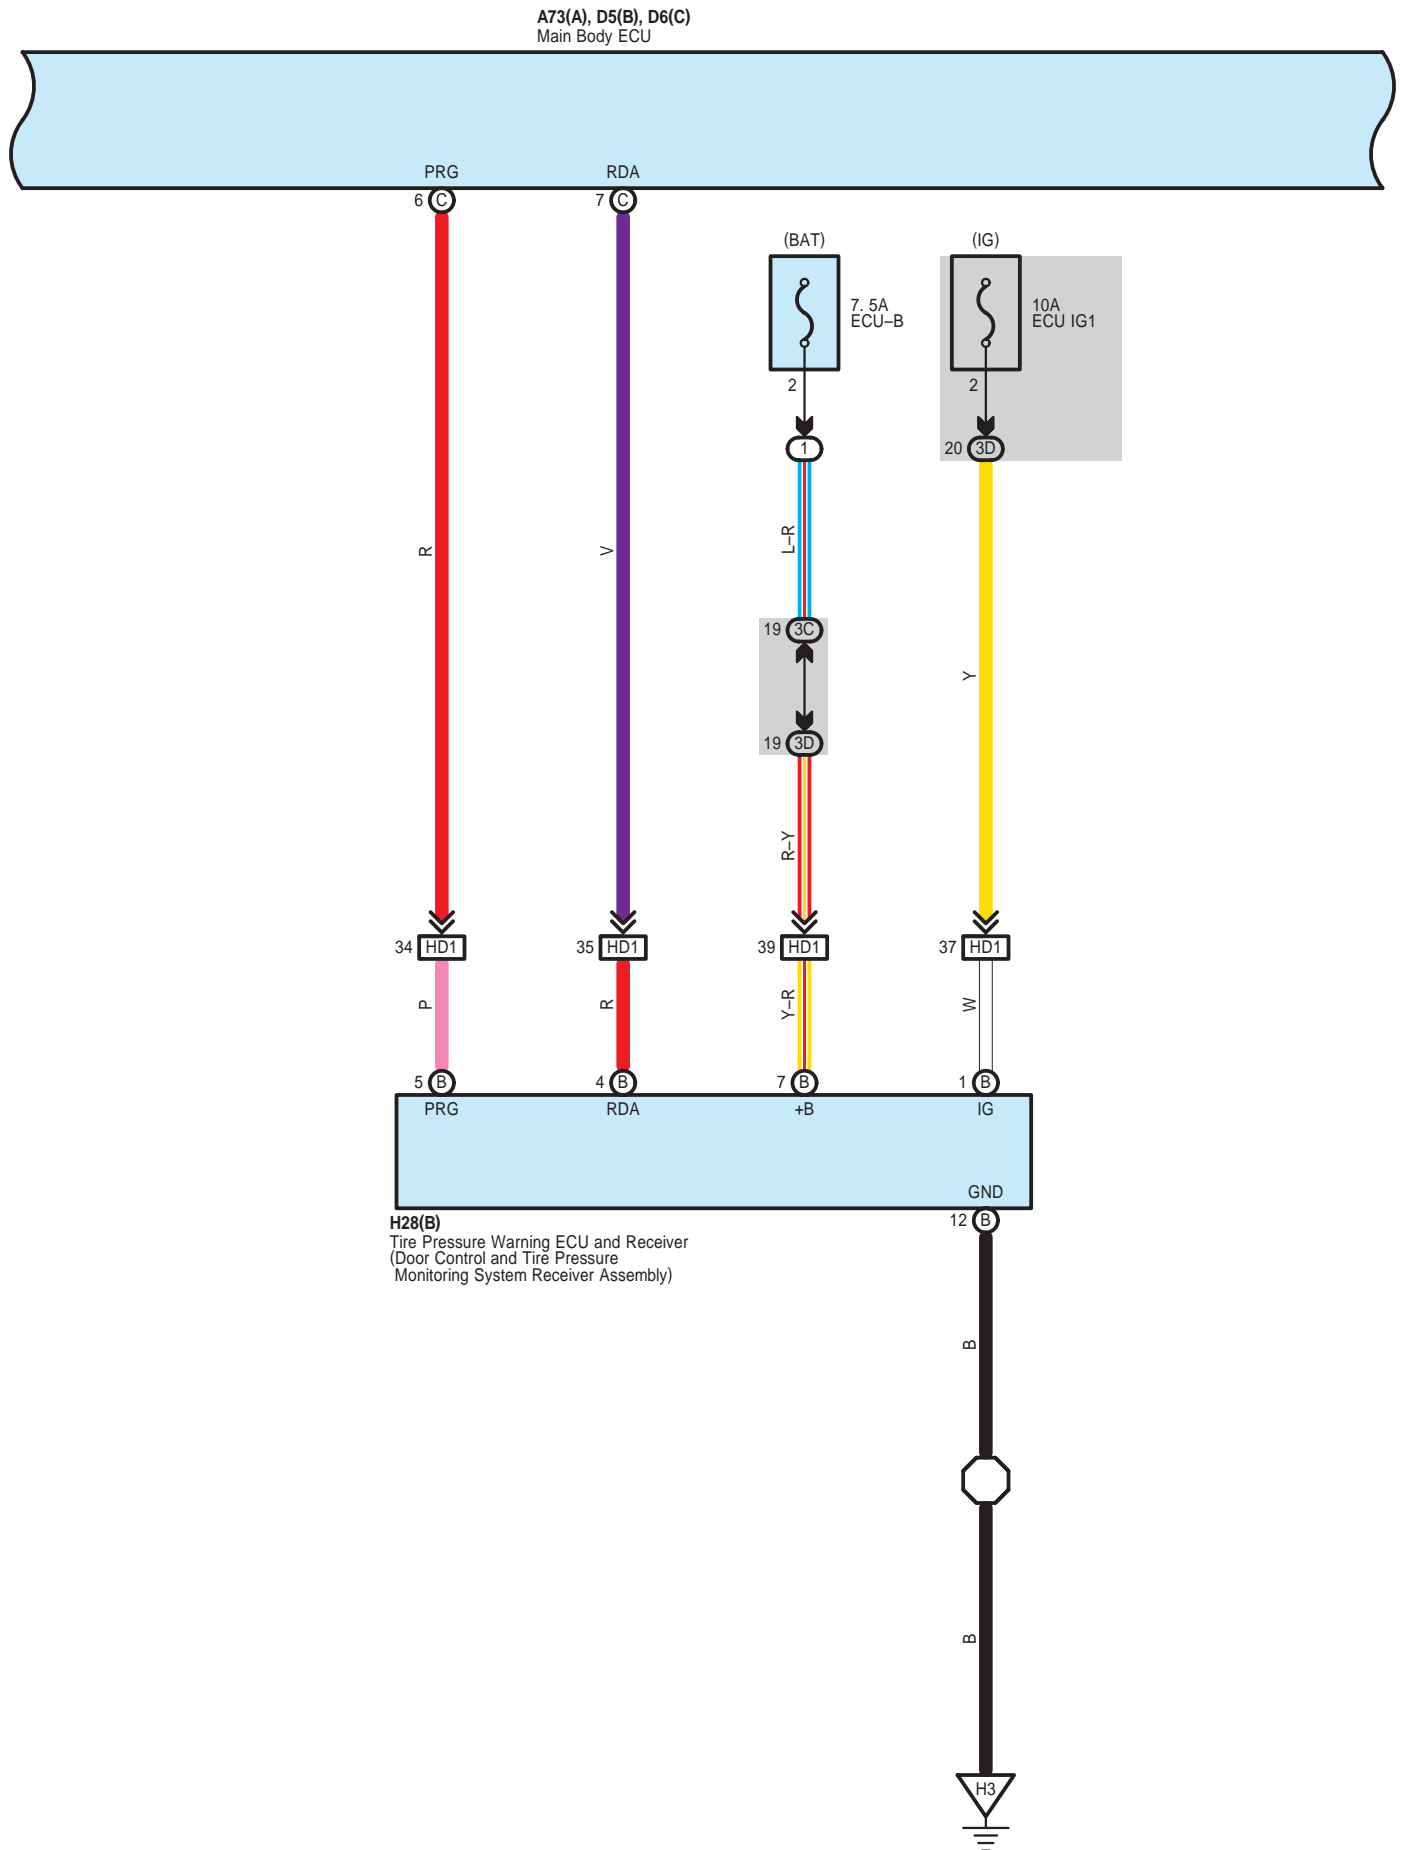 A73(A), D5(B), D6(C)
Main Body ECU
PRG
RDA
6 C
7 C
(BAT)
(IG)
7. 5A
ECU–B
10A
ECU IG1
2
2
1
20 3D
R
V
L–R
19 3C
Y
19 3D
R–Y
34 HD1
35 HD1
39 HD1
37 HD1
P
R
Y–R
W
5 B
4 B
7 B
1 B
PRG
RDA
+B
IG
GND
12 B
H28(B)
Tire Pressure Warning ECU and Receiver
(Door Control and Tire Pressure
Monitoring System Receiver Assembly)
B
B
H3